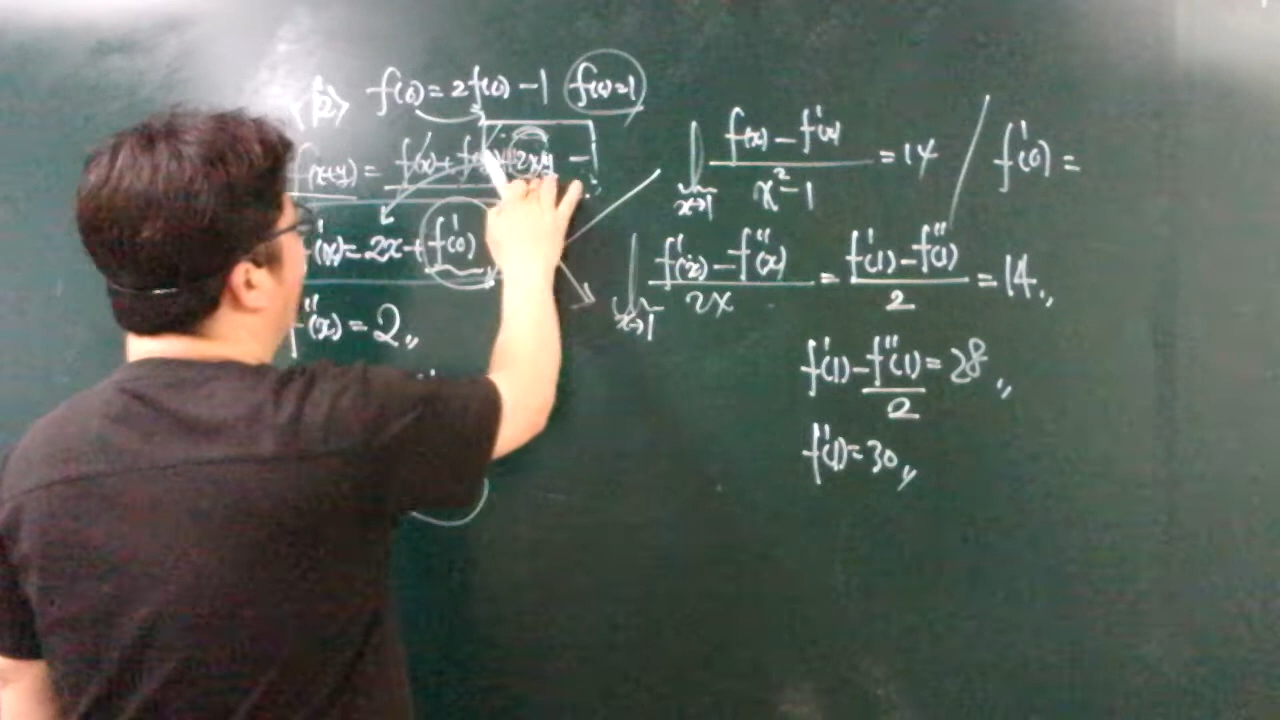 f(0) = 2f(0) - 1 f(0)=1
f(x+y) = f(x) + f(y) + 2xy - 1
f'(x) = 2x + f'(0)
f''(x) = 2
lim x→1 (f(x) - f'(x))/(x² - 1) = 14 / f'(0) =
lim x→1 (f'(x) - f''(x))/2x = (f'(1) - f''(1))/2 = 14
f'(1) - f''(1) = 28
2
f'(1) = 30